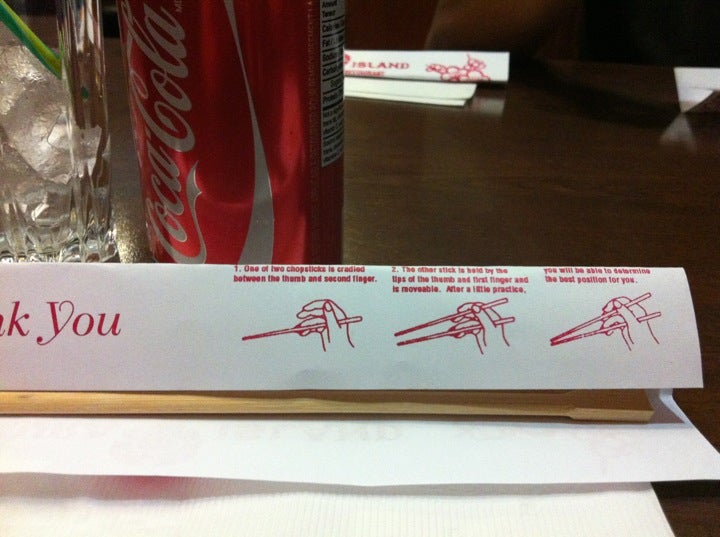 Coca-Cola
ISLAND
RESTAURANT
1. One of two chopsticks is cradled
between the thumb and second finger.
2. The other stick is held by the
tips of the thumb and first finger and
is moveable. After a little practice,
you will be able to determine
the best position for you.
nk you